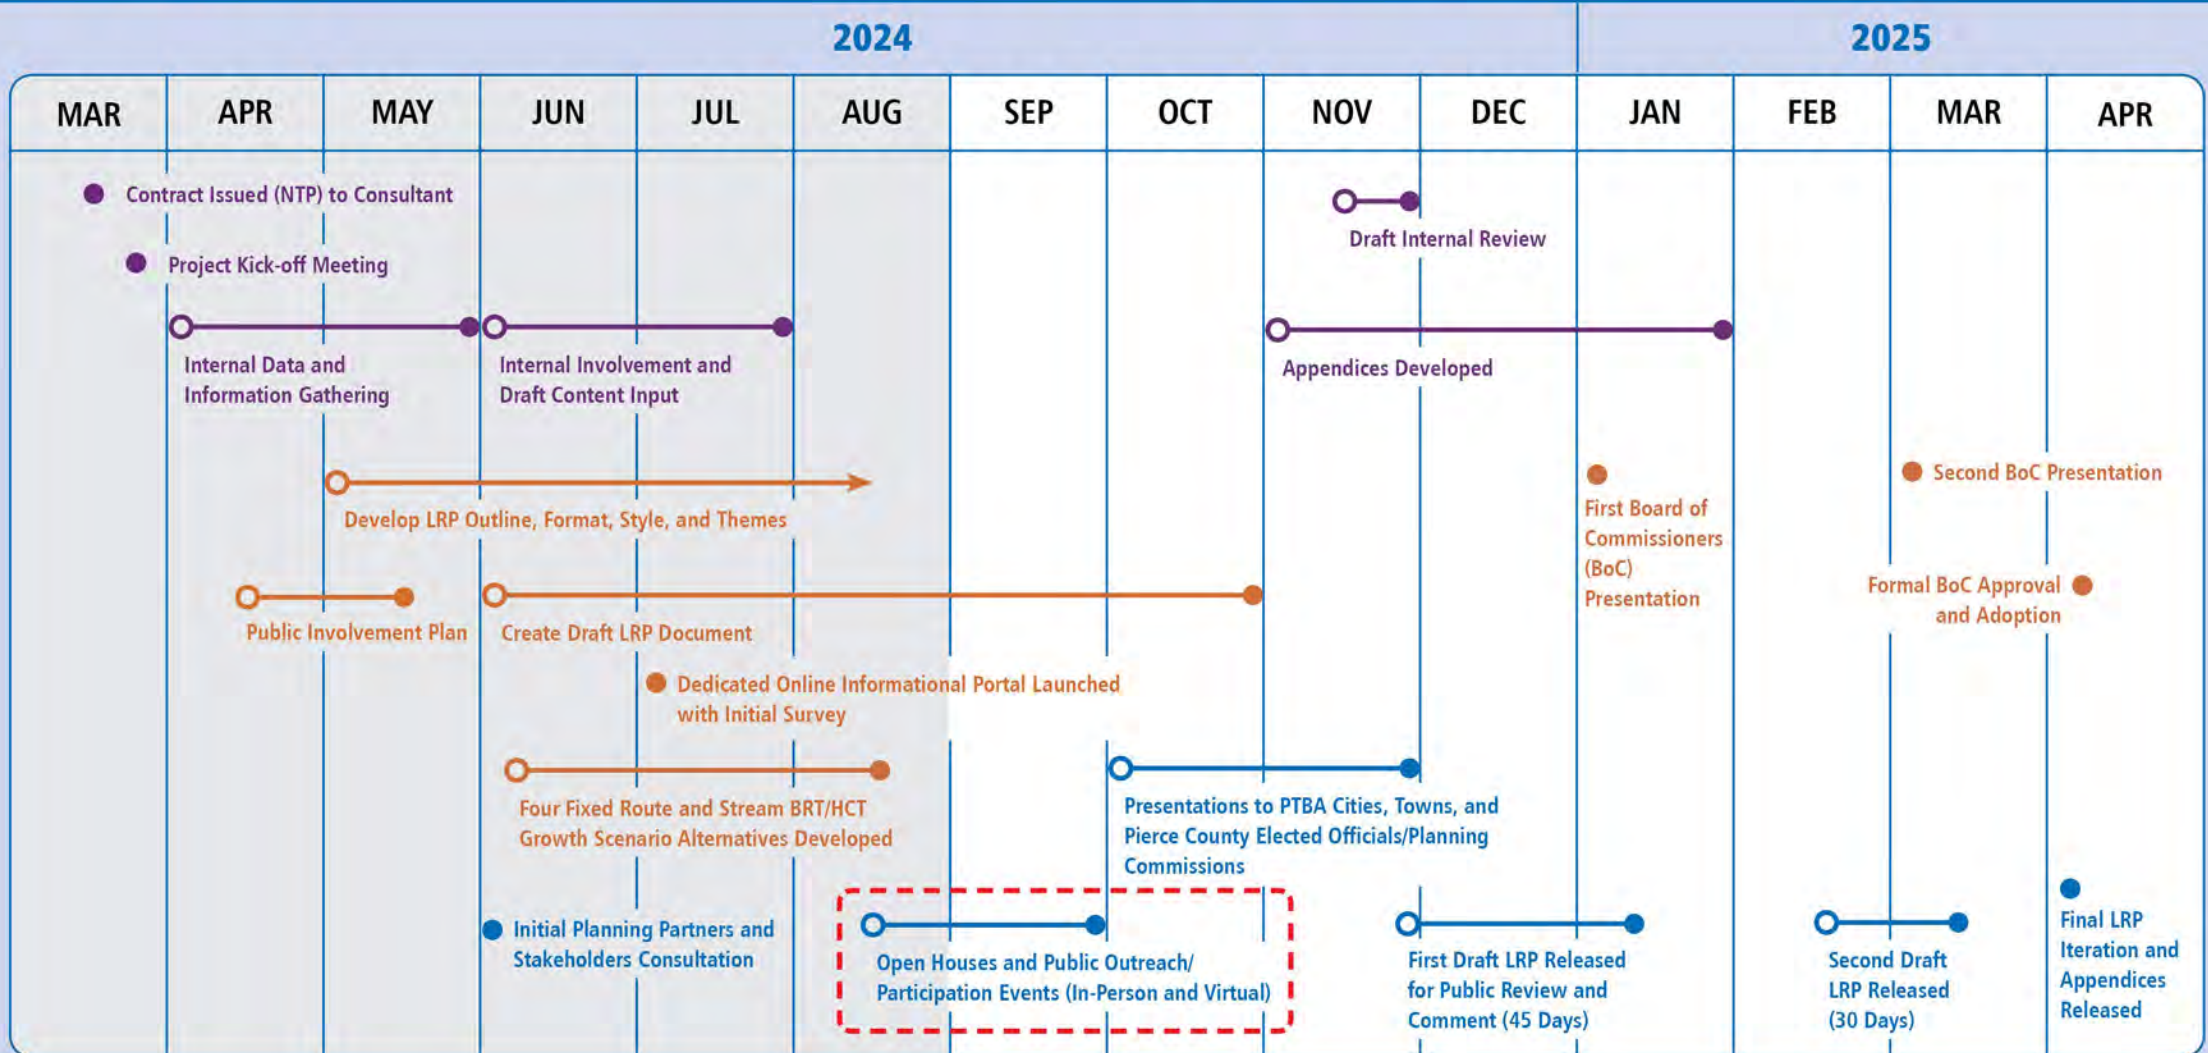 2024
2025
MAR
APR
MAY
JUN
JUL
AUG
SEP
OCT
NOV
DEC
JAN
FEB
MAR
APR
Contract Issued (NTP) to Consultant
Project Kick-off Meeting
Draft Internal Review
Internal Data and
Information Gathering
Internal Involvement and
Draft Content Input
Appendices Developed
Develop LRP Outline, Format, Style, and Themes
First Board of
Commissioners
(BoC)
Presentation
Second BoC Presentation
Public Involvement Plan
Create Draft LRP Document
Formal BoC Approval
and Adoption
Dedicated Online Informational Portal Launched
with Initial Survey
Four Fixed Route and Stream BRT/HCT
Growth Scenario Alternatives Developed
Presentations to PTBA Cities, Towns, and
Pierce County Elected Officials/Planning
Commissions
Initial Planning Partners and
Stakeholders Consultation
Open Houses and Public Outreach/
Participation Events (In-Person and Virtual)
First Draft LRP Released
for Public Review and
Comment (45 Days)
Second Draft
LRP Released
(30 Days)
Final LRP
Iteration and
Appendices
Released